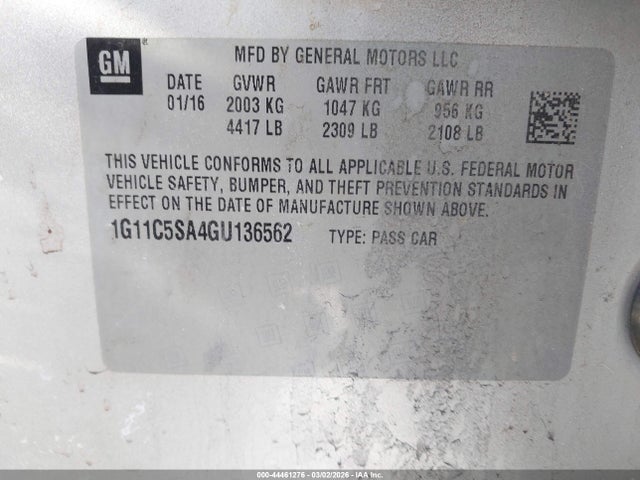 GM
MFD BY GENERAL MOTORS LLC
DATE GVWR GAWR FRT GAWR RR
01/16 2003 KG 1047 KG 956 KG
4417 LB 2309 LB 2108 LB
THIS VEHICLE CONFORMS TO ALL APPLICABLE U.S. FEDERAL MOTOR
VEHICLE SAFETY, BUMPER, AND THEFT PREVENTION STANDARDS IN
EFFECT ON THE DATE OF MANUFACTURE SHOWN ABOVE.
1G11C5SA4GU136562 TYPE: PASS CAR
000-44461276 - 03/02/2026 - IAAI.COM